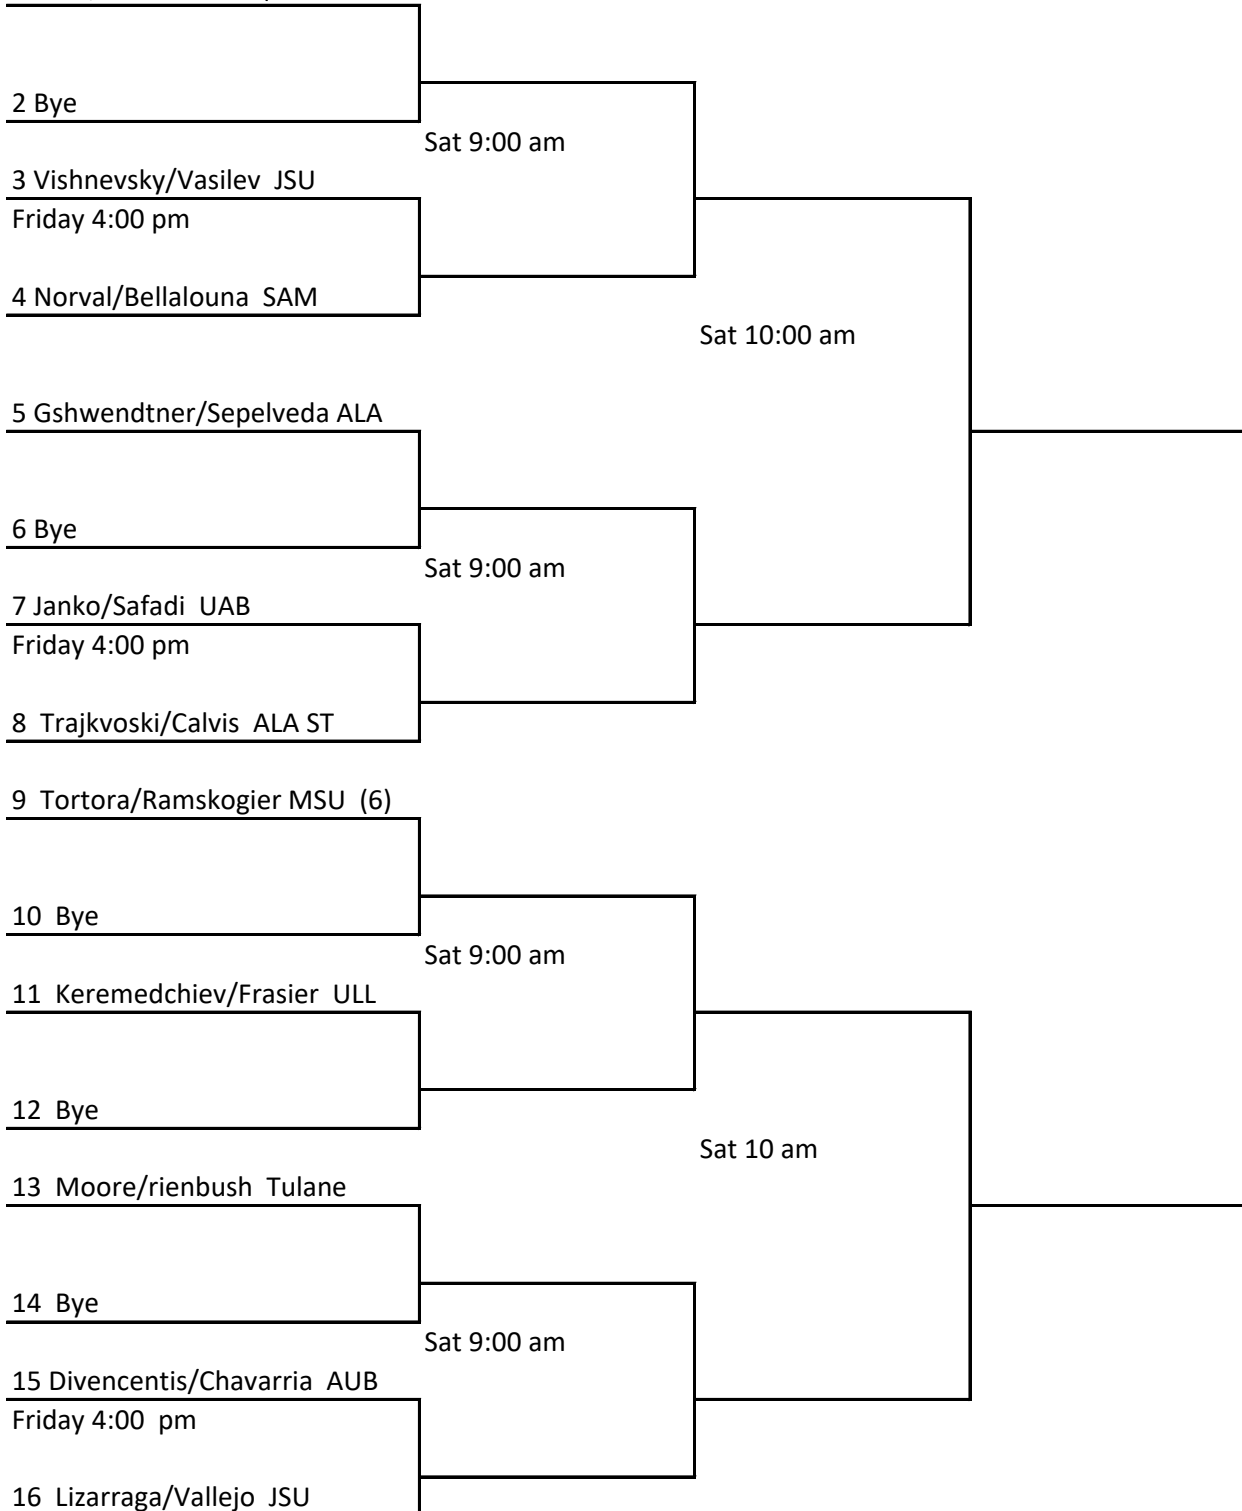 2 Bye
Sat 9:00 am
3 Vishnevsky/Vasilev  JSU
Friday 4:00 pm
4 Norval/Bellalouna  SAM
Sat 10:00 am
5 Gshwendtner/Sepelveda ALA
6 Bye
Sat 9:00 am
7 Janko/Safadi  UAB
Friday 4:00 pm
8  Trajkvoski/Calvis  ALA ST
9  Tortora/Ramskogier MSU  (6)
10  Bye
Sat 9:00 am
11  Keremedchiev/Frasier  ULL
12  Bye
Sat 10 am
13  Moore/rienbush  Tulane
14  Bye
Sat 9:00 am
15 Divencentis/Chavarria  AUB
Friday 4:00  pm
16  Lizarraga/Vallejo  JSU